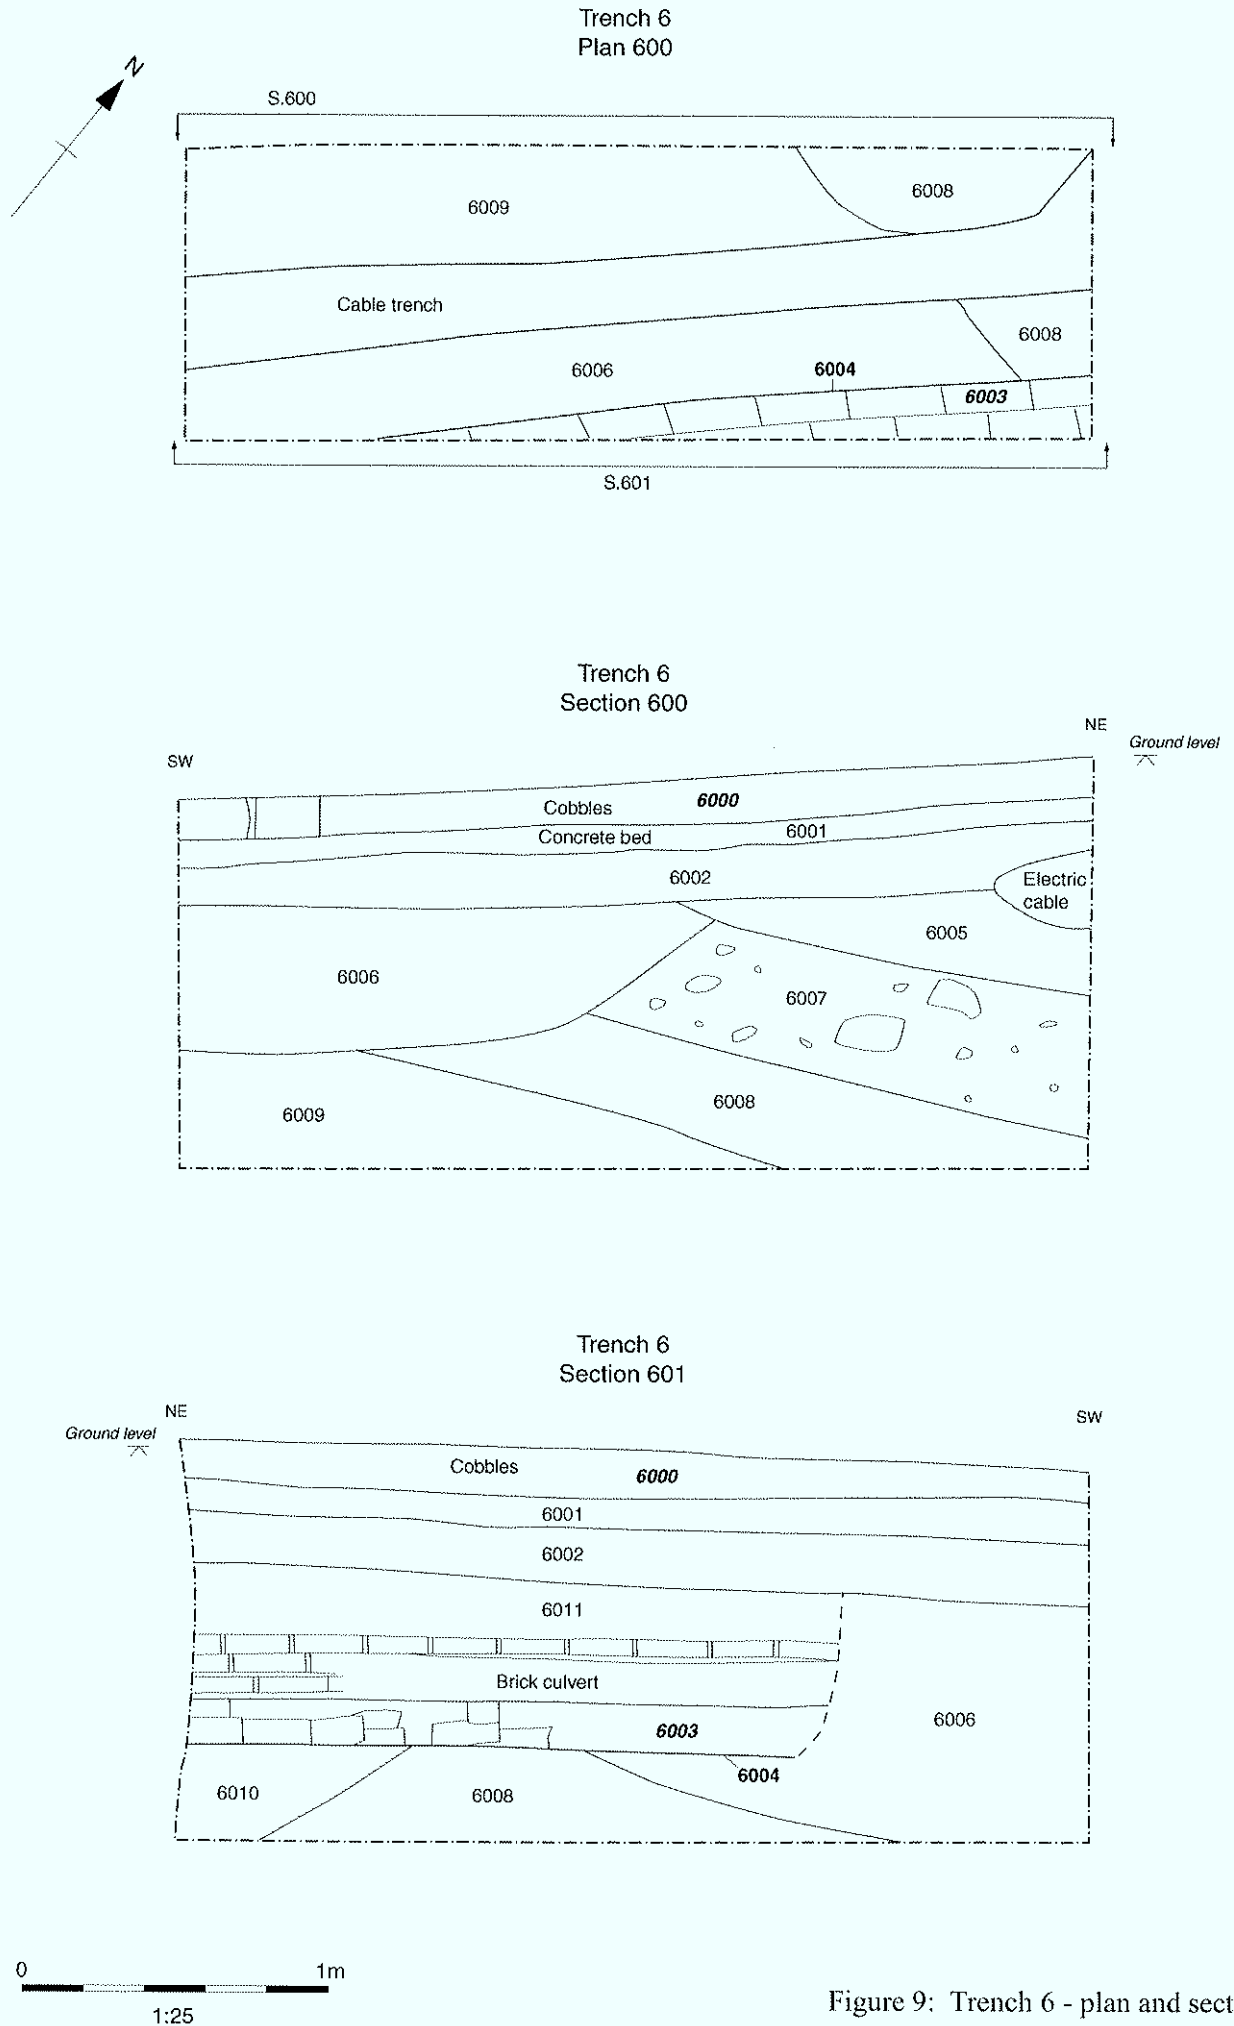 Trench 6
Plan 600
N
S.600
6009
6008
Cable trench
6008
6006
6004
6003
S.601
Trench 6
Section 600
SW
NE
Ground level
Cobbles
6000
Concrete bed
6001
6002
Electric
cable
6005
6006
6007
6009
6008
Trench 6
Section 601
NE
Ground level
SW
Cobbles
6000
6001
6002
6011
Brick culvert
6003
6006
6004
6010
6008
0
1m
1:25
Figure 9: Trench 6 - plan and sect